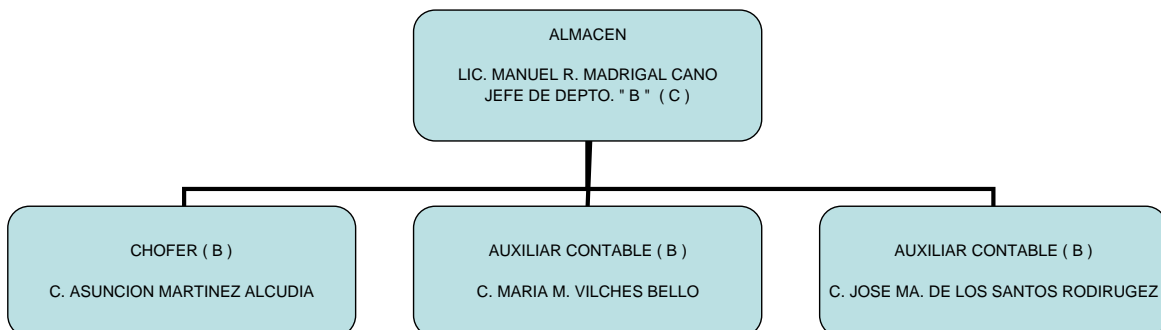 ALMACEN
LIC. MANUEL R. MADRIGAL CANO
JEFE DE DEPTO. " B " ( C )
CHOFER ( B )
C. ASUNCION MARTINEZ ALCUDIA
AUXILIAR CONTABLE ( B )
C. MARIA M. VILCHES BELLO
AUXILIAR CONTABLE ( B )
C. JOSE MA. DE LOS SANTOS RODIRUGEZ